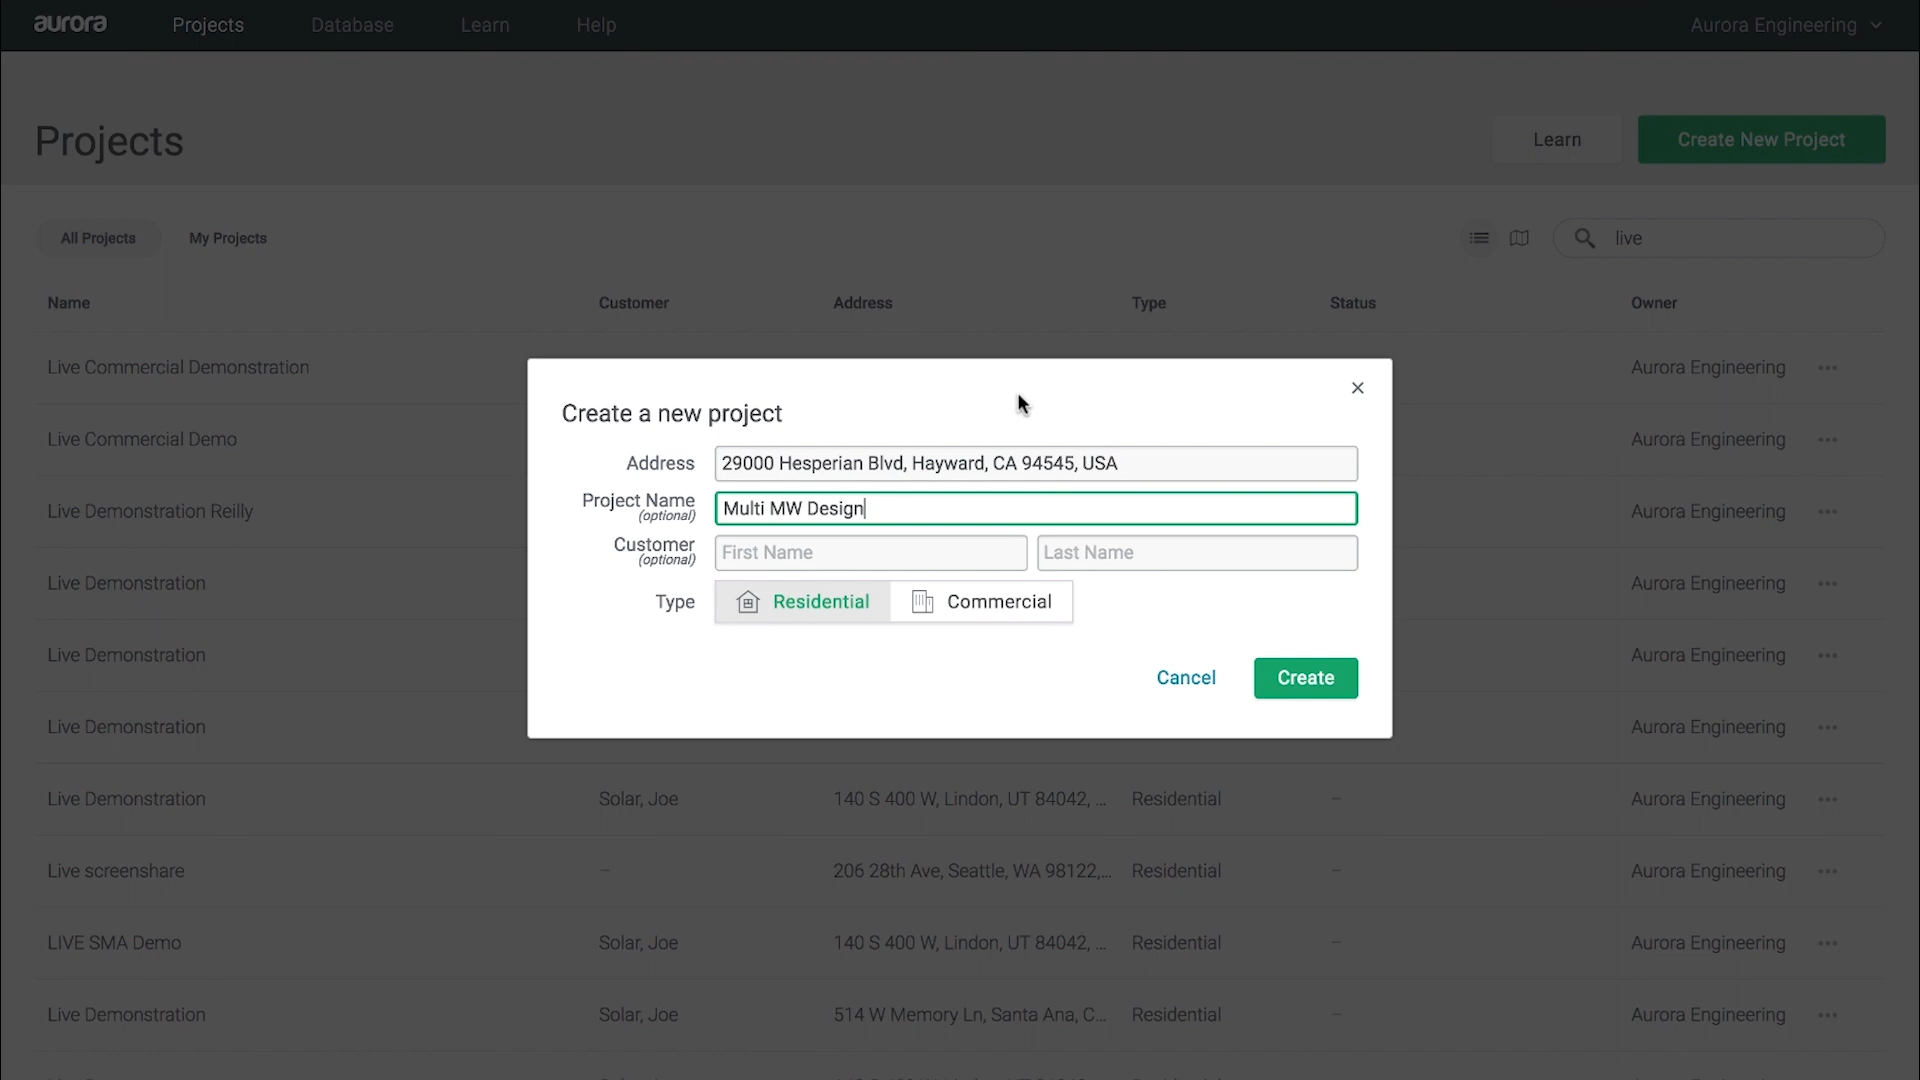 aurora Projects Database Learn Help Aurora Engineering
Projects Learn Create New Project
All Projects My Projects live
Name Customer Address Type Status Owner
Live Commercial Demonstration Aurora Engineering
Live Commercial Demo Aurora Engineering
Live Demonstration Reilly Aurora Engineering
Live Demonstration Aurora Engineering
Live Demonstration Aurora Engineering
Live Demonstration Aurora Engineering
Live Demonstration Solar, Joe 140 S 400 W, Lindon, UT 84042, ... Residential – Aurora Engineering
Live screenshare – 206 28th Ave, Seattle, WA 98122,... Residential – Aurora Engineering
LIVE SMA Demo Solar, Joe 140 S 400 W, Lindon, UT 84042, ... Residential – Aurora Engineering
Live Demonstration Solar, Joe 514 W Memory Ln, Santa Ana, C... Residential – Aurora Engineering
Create a new project
Address 29000 Hesperian Blvd, Hayward, CA 94545, USA
Project Name Multi MW Design
(optional)
Customer First Name Last Name
(optional)
Type Residential Commercial
Cancel Create